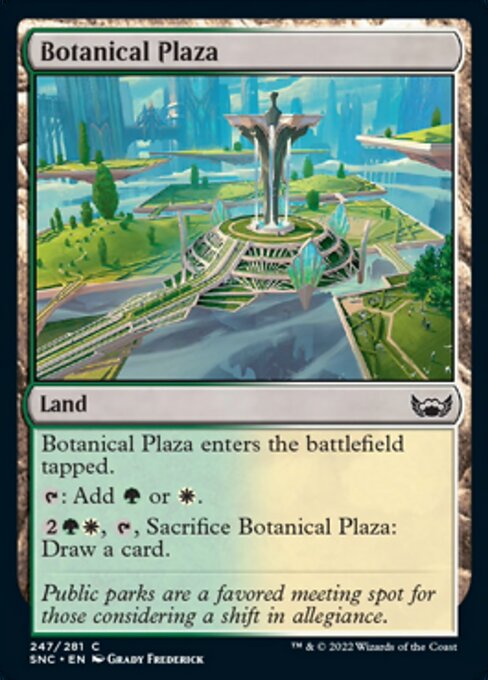 Botanical Plaza
Land
Botanical Plaza enters the battlefield
tapped.
: Add or .
2, , Sacrifice Botanical Plaza:
Draw a card.
Public parks are a favored meeting spot for
those considering a shift in allegiance.
247/281 C
SNC • EN GRADY FREDERICK
™ & © 2022 Wizards of the Coast